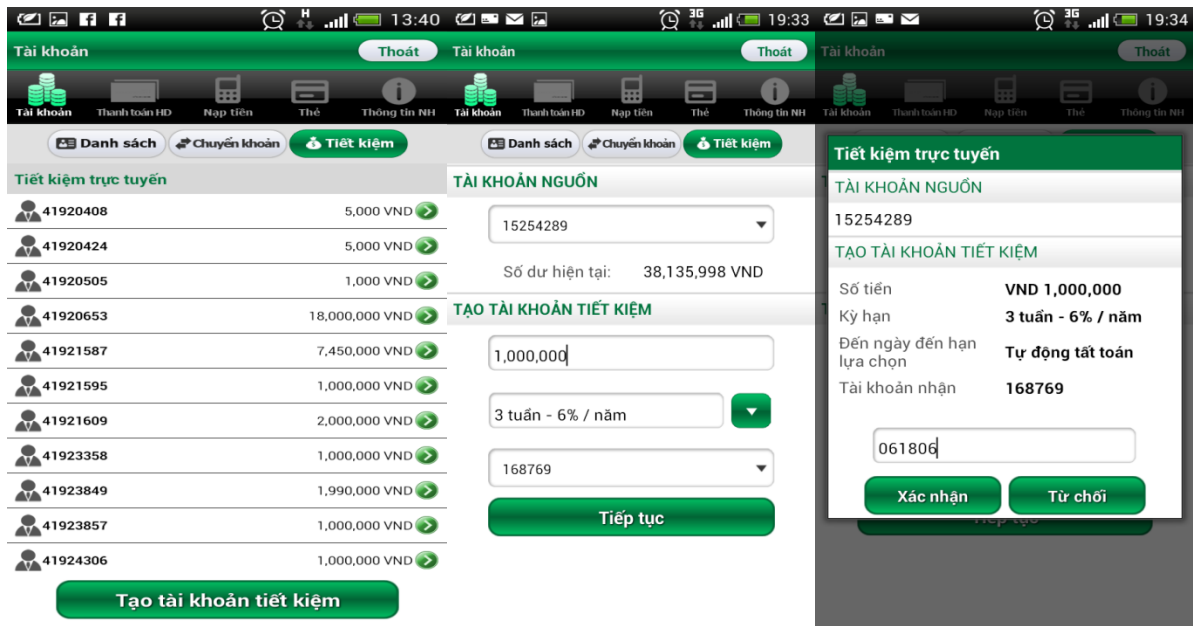 13:40
Tài khoản Thoát
Tài khoản Thanh toán HD Nạp tiền Thẻ Thông tin NH
Danh sách Chuyển khoản Tiết kiệm
Tiết kiệm trực tuyến
41920408 5,000 VND
41920424 5,000 VND
41920505 1,000 VND
41920653 18,000,000 VND
41921587 7,450,000 VND
41921595 1,000,000 VND
41921609 2,000,000 VND
41923358 1,000,000 VND
41923849 1,990,000 VND
41923857 1,000,000 VND
41924306 1,000,000 VND
Tạo tài khoản tiết kiệm
3G 19:33
Tài khoản Thoát
Tài khoản Thanh toán HD Nạp tiền Thẻ Thông tin NH
Danh sách Chuyển khoản Tiết kiệm
TÀI KHOẢN NGUỒN
15254289
Số dư hiện tại: 38,135,998 VND
TẠO TÀI KHOẢN TIẾT KIỆM
1,000,000
3 tuần - 6% / năm
168769
Tiếp tục
3G 19:34
Tài khoản Thoát
Tài khoản Thanh toán HD Nạp tiền Thẻ Thông tin NH
Tiết kiệm trực tuyến
TÀI KHOẢN NGUỒN
15254289
TẠO TÀI KHOẢN TIẾT KIỆM
Số tiền VND 1,000,000
Kỳ hạn 3 tuần - 6% / năm
Đến ngày đến hạn
lựa chọn Tự động tất toán
Tài khoản nhận 168769
061806
Xác nhận Từ chối